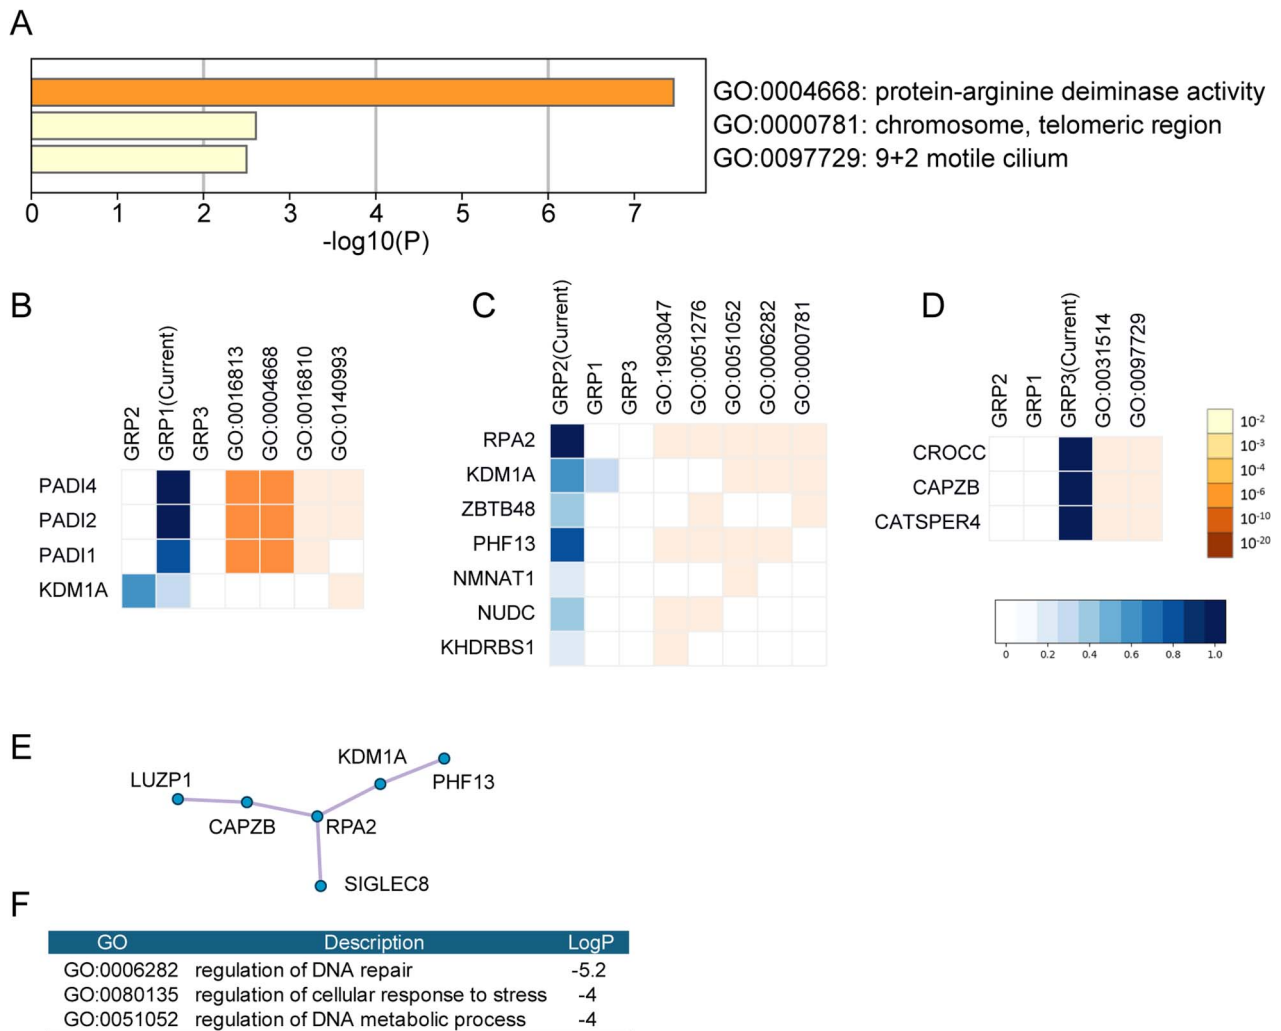 A
GO:0004668: protein-arginine deiminase activity
GO:0000781: chromosome, telomeric region
GO:0097729: 9+2 motile cilium
0 1 2 3 4 5 6 7
-log10(P)
B
GRP2
GRP1(Current)
GRP3
GO:0016813
GO:0004668
GO:0016810
GO:0140993
PADI4
PADI2
PADI1
KDM1A
C
GRP2(Current)
GRP1
GRP3
GO:1903047
GO:0051276
GO:0051052
GO:0006282
GO:0000781
RPA2
KDM1A
ZBTB48
PHF13
NMNAT1
NUDC
KHDRBS1
D
GRP2
GRP1
GRP3(Current)
GO:0031514
GO:0097729
CROCC
CAPZB
CATSPER4
10-2
10-3
10-4
10-6
10-10
10-20
0 0.2 0.4 0.6 0.8 1.0
E
LUZP1
CAPZB
RPA2
KDM1A
PHF13
SIGLEC8
F
GO Description LogP
GO:0006282 regulation of DNA repair -5.2
GO:0080135 regulation of cellular response to stress -4
GO:0051052 regulation of DNA metabolic process -4